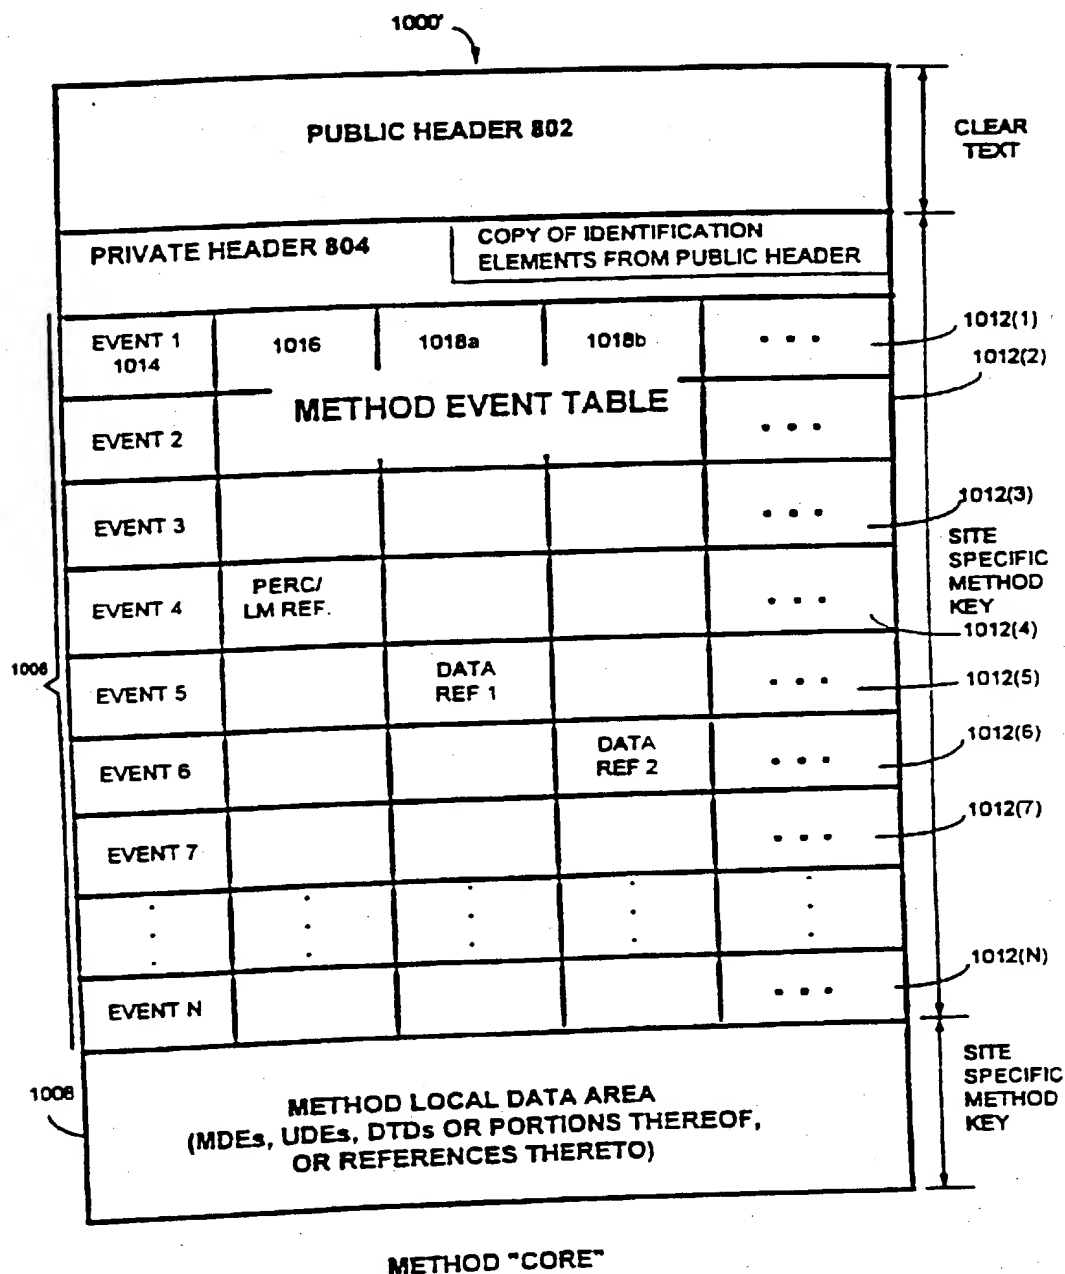 1000'
PUBLIC HEADER 802
CLEAR
TEXT
PRIVATE HEADER 804
COPY OF IDENTIFICATION
ELEMENTS FROM PUBLIC HEADER
EVENT 1
1014
1016
1018a
1018b
• • •
1012(1)
1012(2)
METHOD EVENT TABLE
EVENT 2
• • •
EVENT 3
• • •
1012(3)
SITE
SPECIFIC
METHOD
KEY
EVENT 4
PERC/
LM REF.
• • •
1012(4)
1006
EVENT 5
DATA
REF 1
• • •
1012(5)
EVENT 6
DATA
REF 2
• • •
1012(6)
EVENT 7
• • •
1012(7)
EVENT N
• • •
1012(N)
1008
METHOD LOCAL DATA AREA
(MDEs, UDEs, DTDs OR PORTIONS THEREOF,
OR REFERENCES THERETO)
SITE
SPECIFIC
METHOD
KEY
METHOD "CORE"